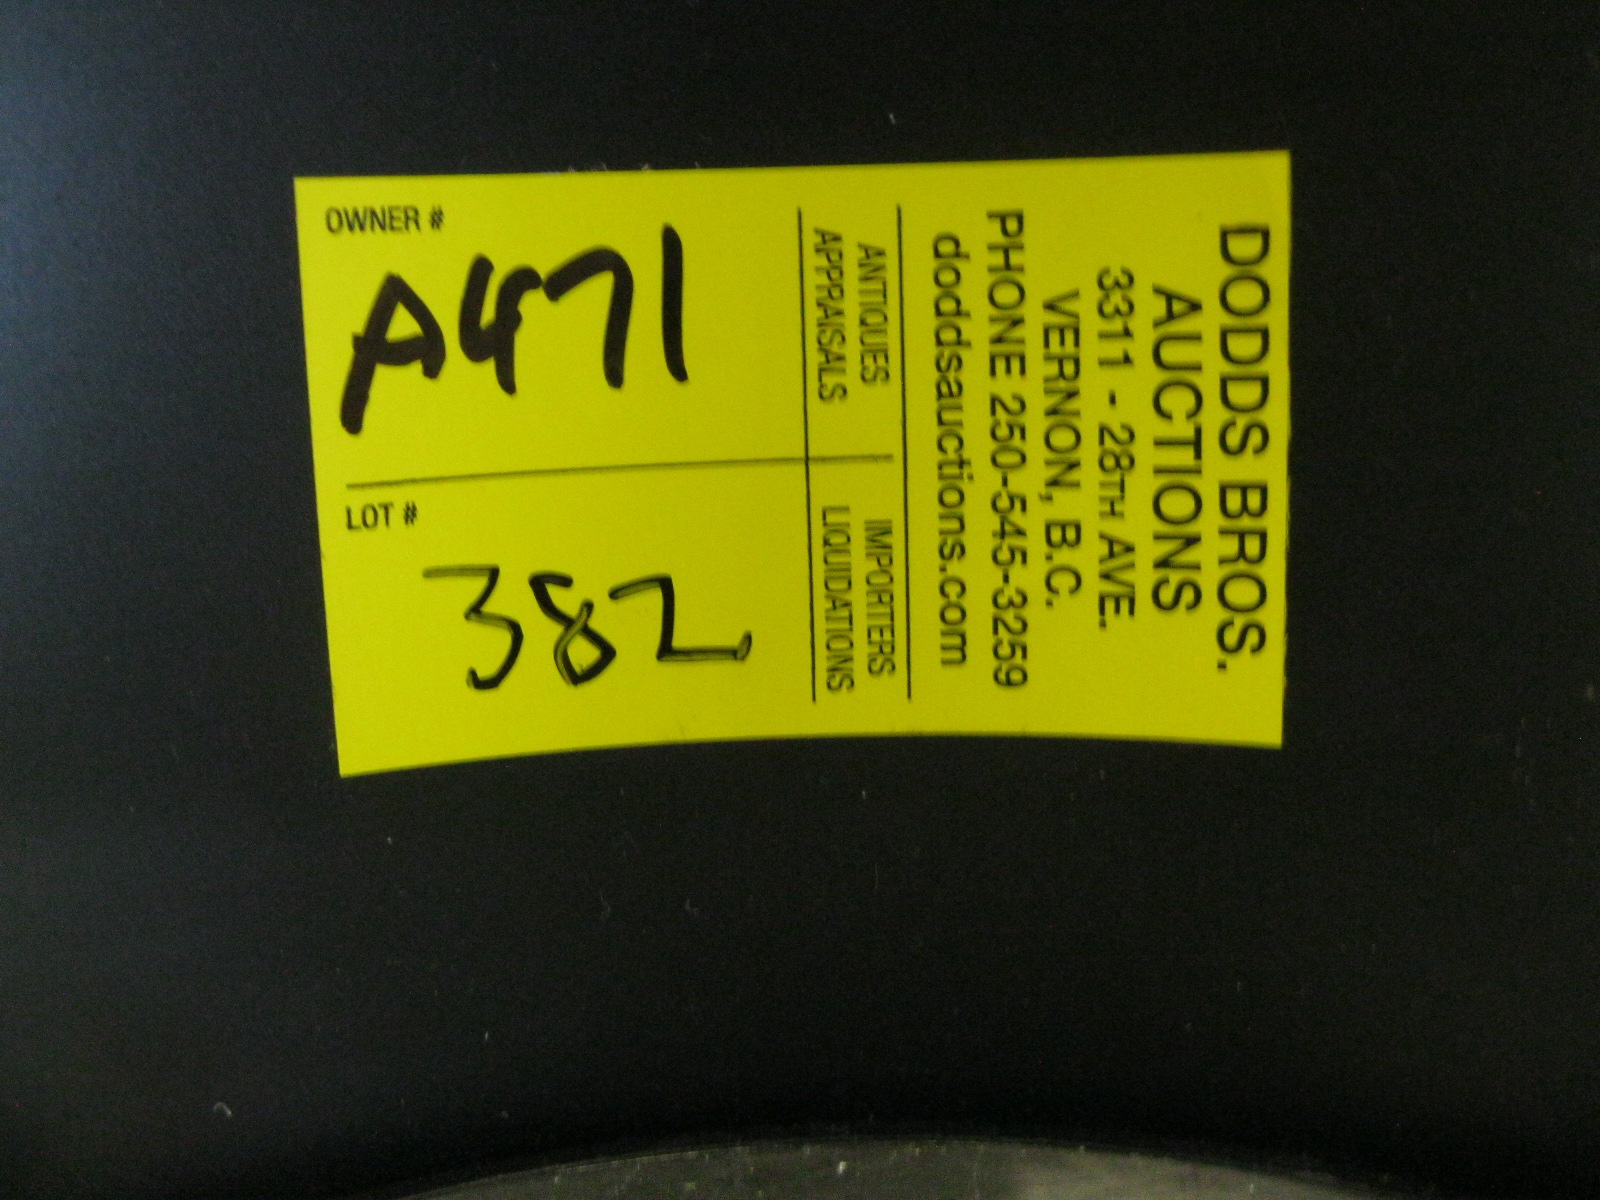 DODDS BROS.
AUCTIONS
3311 - 28TH AVE.
VERNON, B.C.
PHONE 250-545-3259
doddsauctions.com
ANTIQUES IMPORTERS
APPRAISALS LIQUIDATIONS
OWNER #
A471
LOT #
382